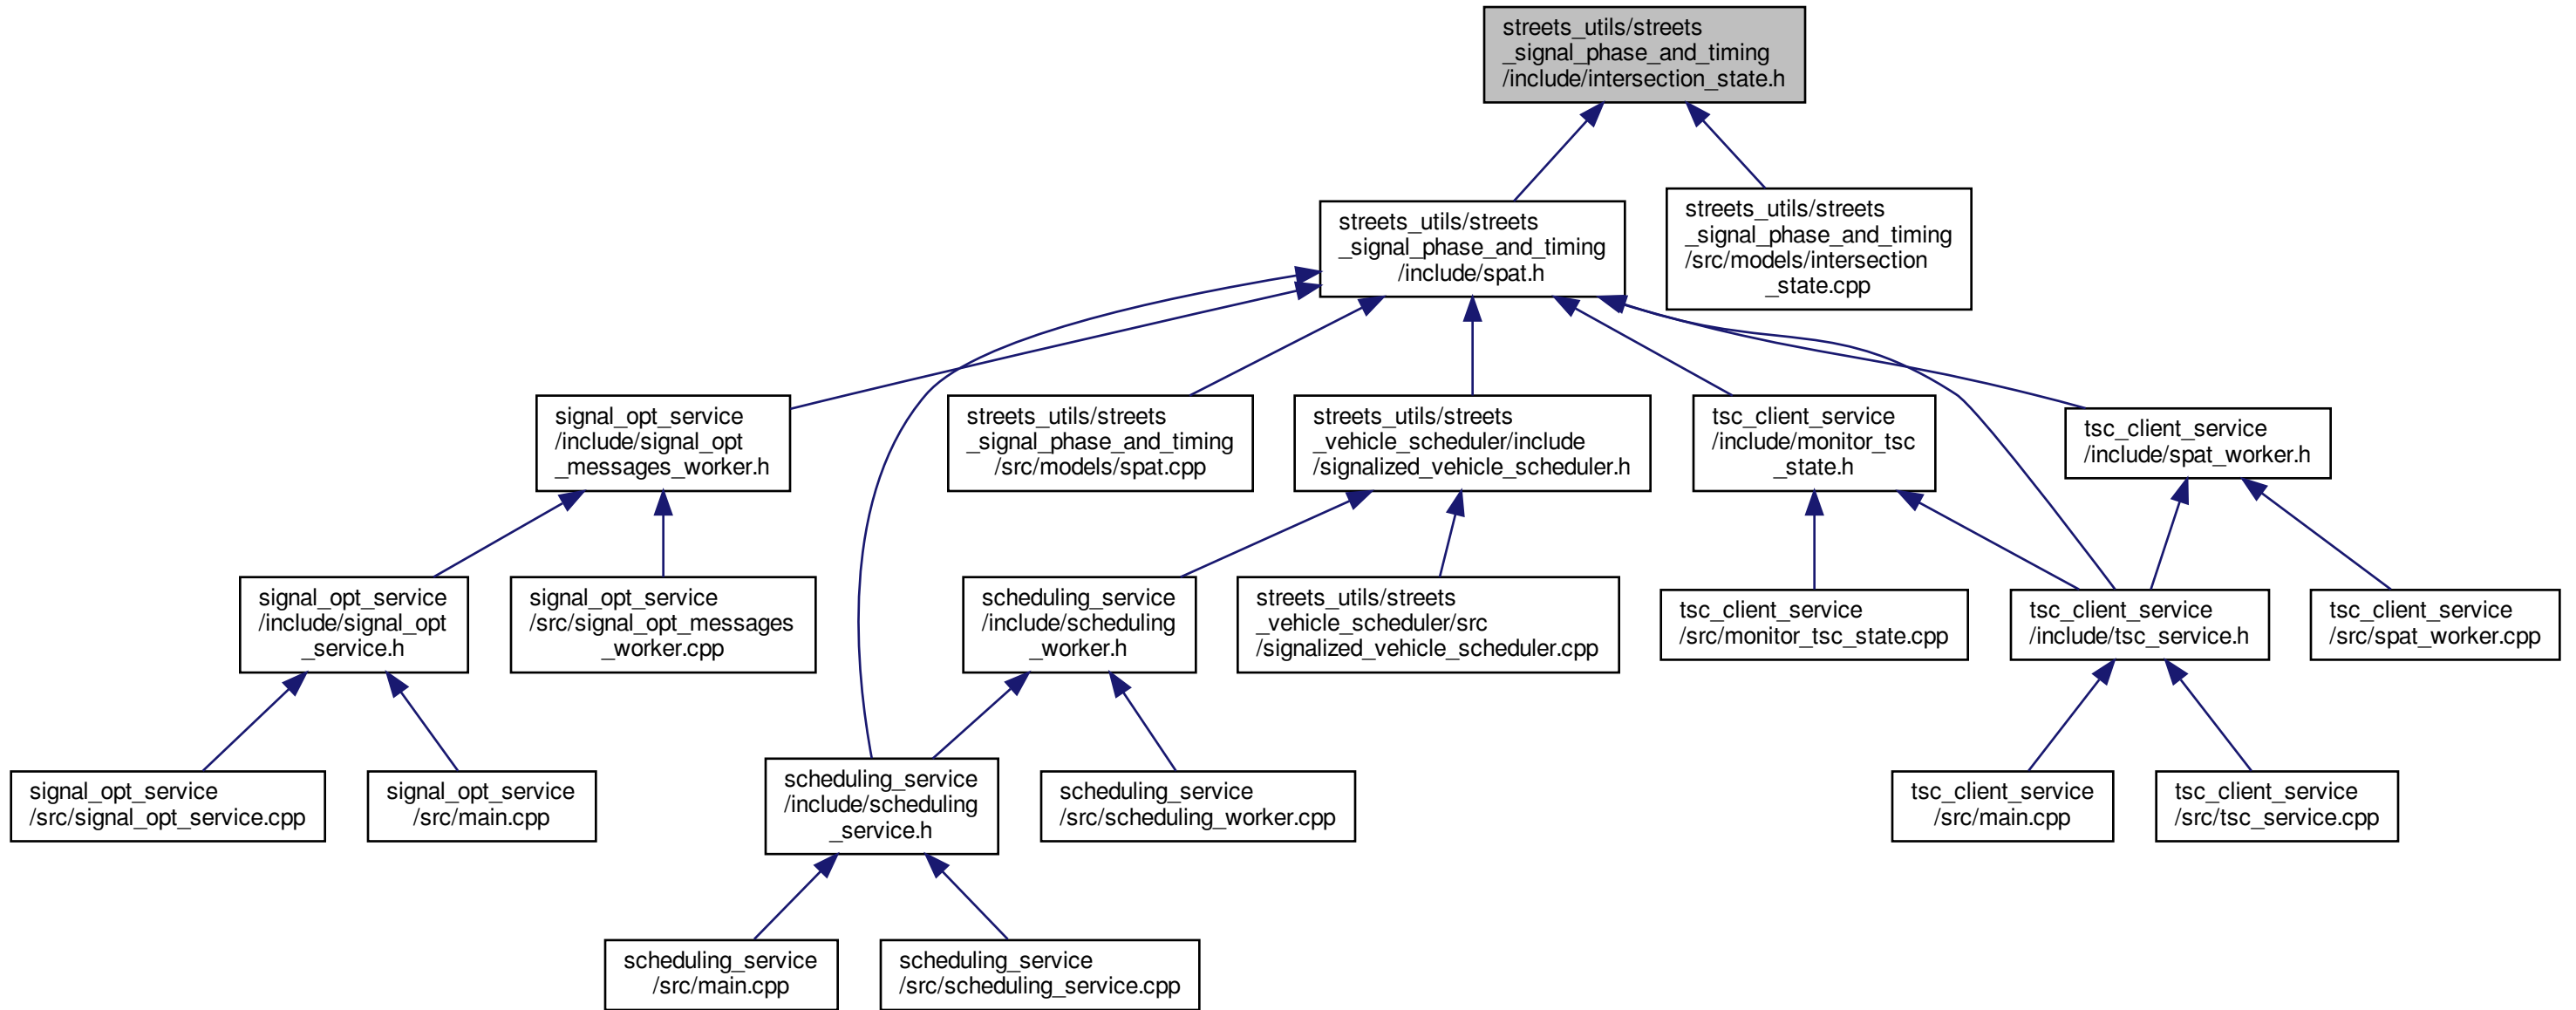 streets_utils/streets
_signal_phase_and_timing
/include/intersection_state.h
streets_utils/streets
_signal_phase_and_timing
/include/spat.h
streets_utils/streets
_signal_phase_and_timing
/src/models/intersection
_state.cpp
signal_opt_service
/include/signal_opt
_messages_worker.h
streets_utils/streets
_signal_phase_and_timing
/src/models/spat.cpp
streets_utils/streets
_vehicle_scheduler/include
/signalized_vehicle_scheduler.h
tsc_client_service
/include/monitor_tsc
_state.h
tsc_client_service
/include/spat_worker.h
signal_opt_service
/include/signal_opt
_service.h
signal_opt_service
/src/signal_opt_messages
_worker.cpp
scheduling_service
/include/scheduling
_worker.h
streets_utils/streets
_vehicle_scheduler/src
/signalized_vehicle_scheduler.cpp
tsc_client_service
/src/monitor_tsc_state.cpp
tsc_client_service
/include/tsc_service.h
tsc_client_service
/src/spat_worker.cpp
signal_opt_service
/src/signal_opt_service.cpp
signal_opt_service
/src/main.cpp
scheduling_service
/include/scheduling
_service.h
scheduling_service
/src/scheduling_worker.cpp
tsc_client_service
/src/main.cpp
tsc_client_service
/src/tsc_service.cpp
scheduling_service
/src/main.cpp
scheduling_service
/src/scheduling_service.cpp